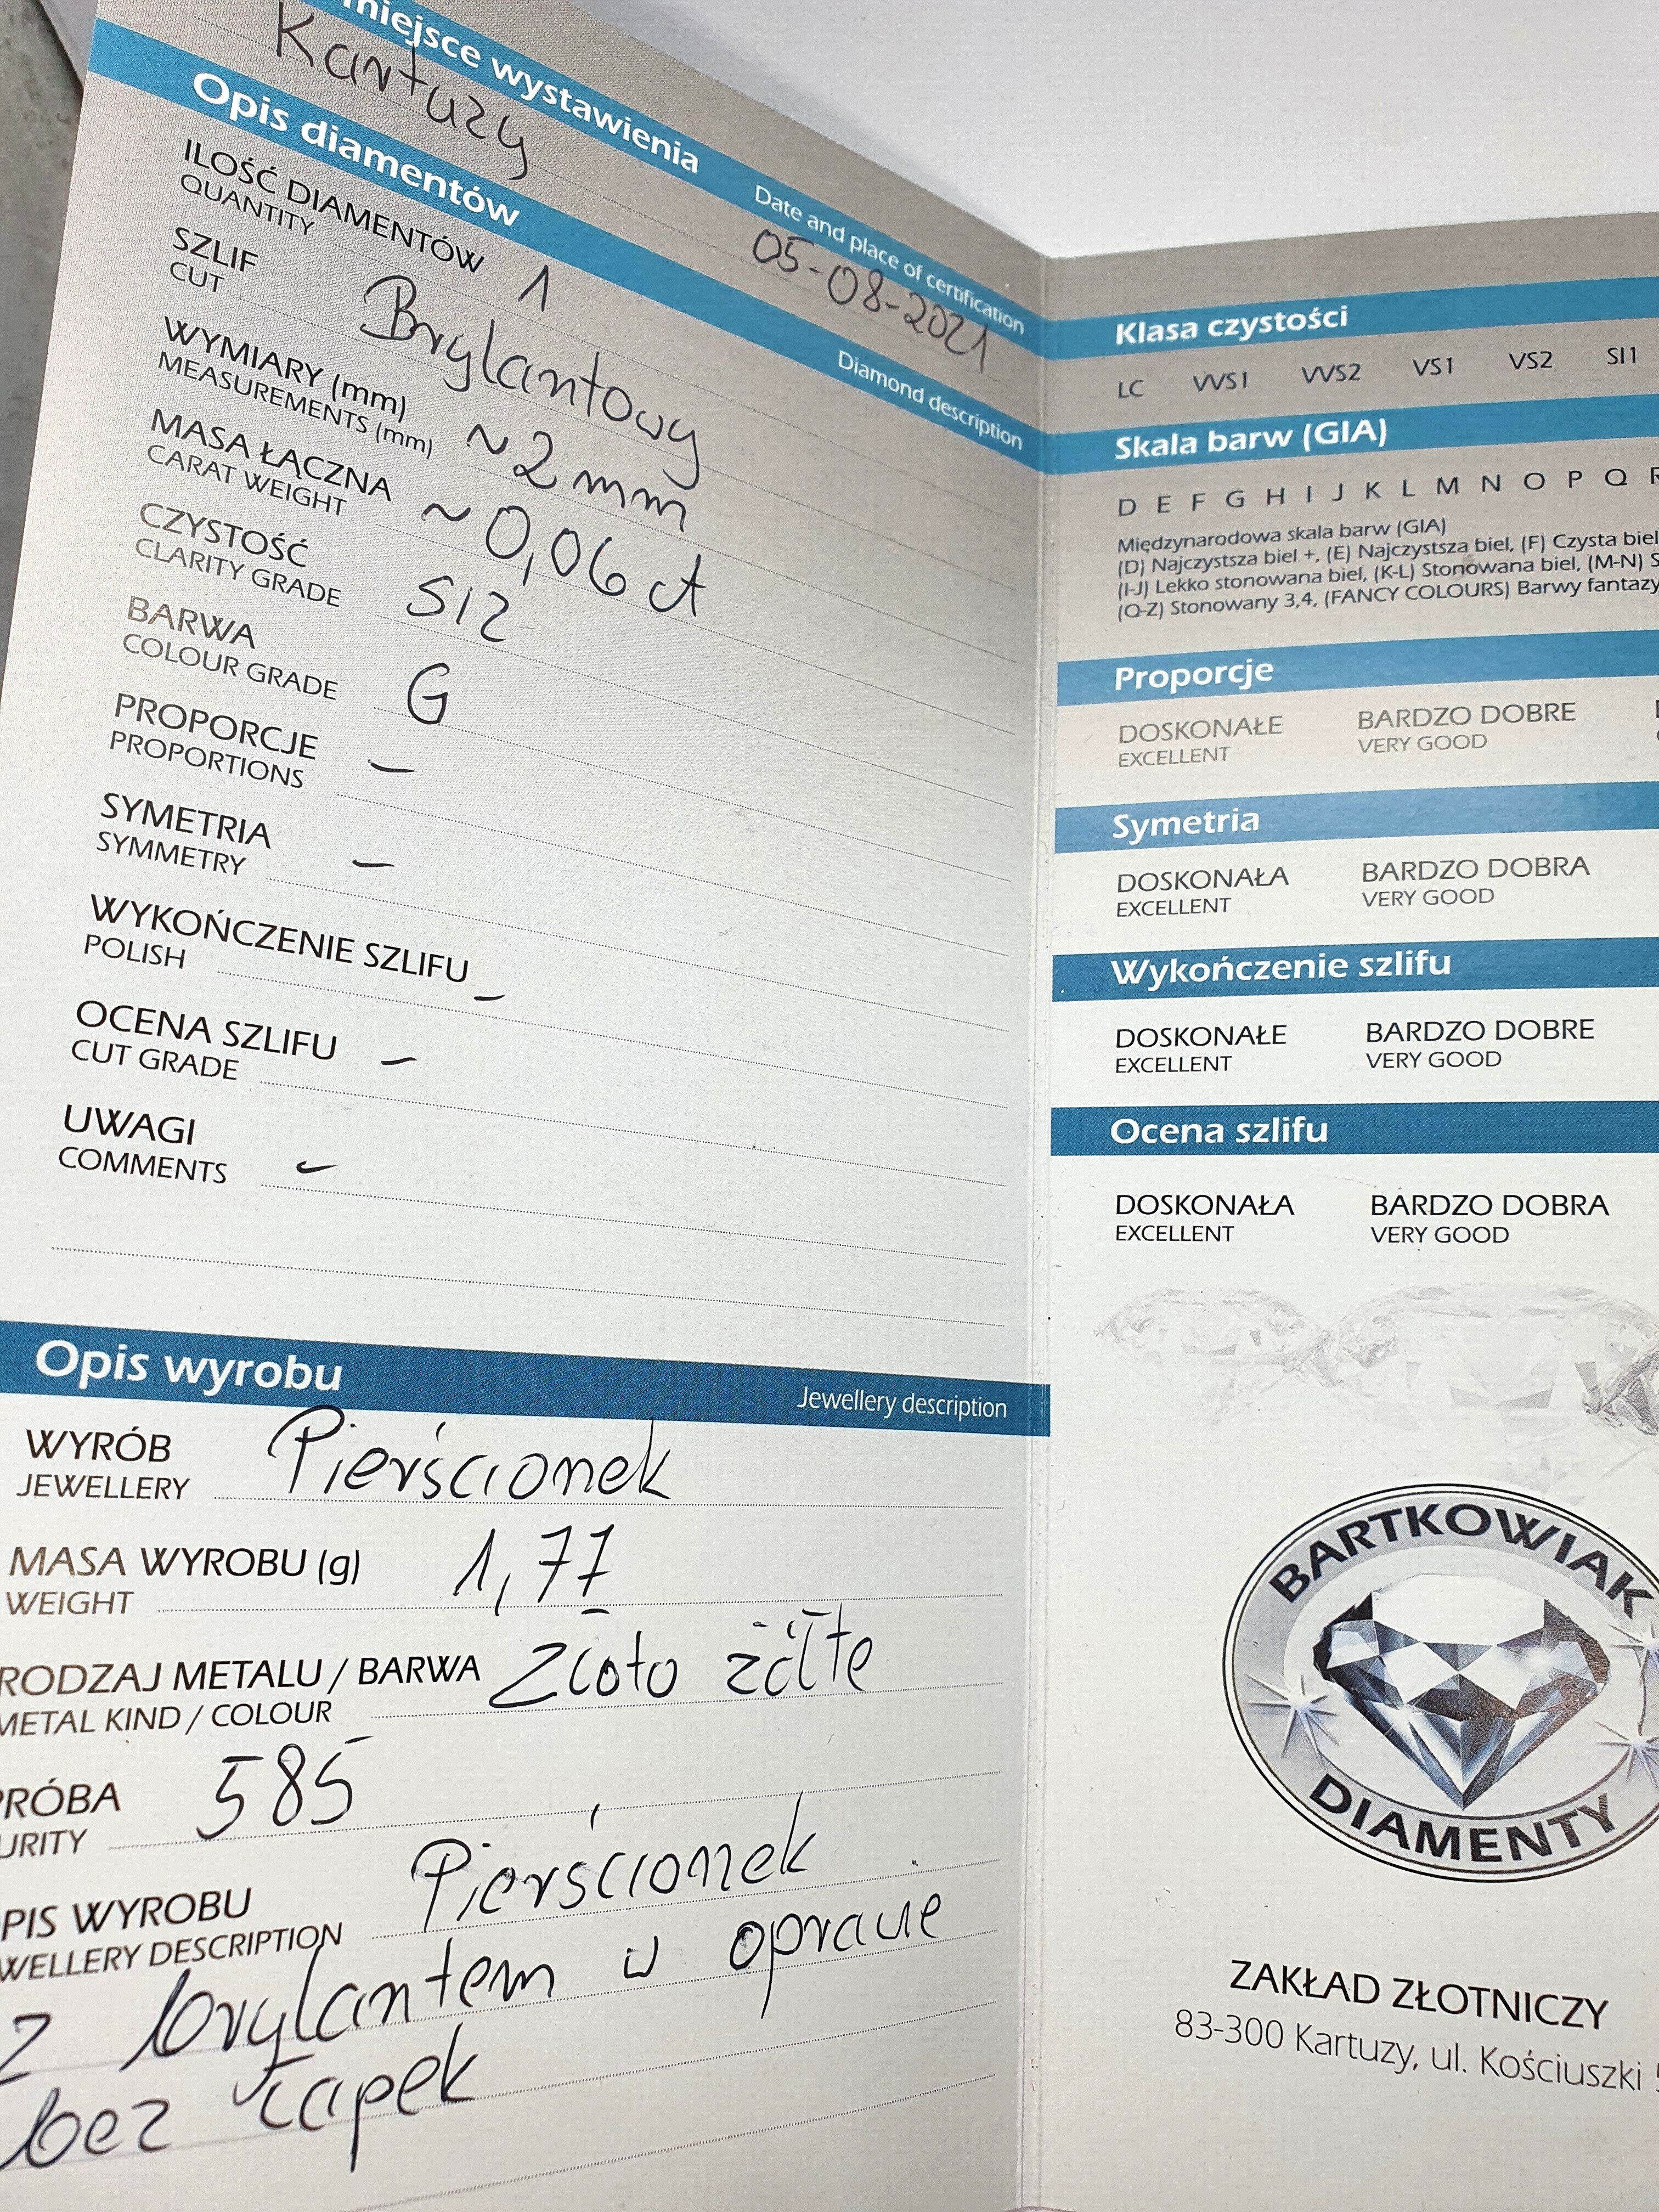 miejsce wystawienia Date and place of certification
Kartuzy 05-08-2021
Opis diamentów Diamond description
ILOŚĆ DIAMENTÓW 1
QUANTITY
SZLIF Brylantowy
CUT
WYMIARY (mm) ~2mm
MEASUREMENTS (mm)
MASA ŁĄCZNA ~0,06 ct
CARAT WEIGHT
CZYSTOŚĆ SI2
CLARITY GRADE
BARWA G
COLOUR GRADE
PROPORCJE –
PROPORTIONS
SYMETRIA –
SYMMETRY
WYKOŃCZENIE SZLIFU –
POLISH
OCENA SZLIFU –
CUT GRADE
UWAGI –
COMMENTS
Opis wyrobu Jewellery description
WYRÓB Pierścionek
JEWELLERY
MASA WYROBU (g) 1,77
WEIGHT
RODZAJ METALU / BARWA Złoto żółte
METAL KIND / COLOUR
PRÓBA 585
URITY
PIS WYROBU Pierścionek
WELLERY DESCRIPTION
z brylantem w oprawie
bez łapek
Klasa czystości
LC VVS1 VVS2 VS1 VS2 SI1
Skala barw (GIA)
D E F G H I J K L M N O P Q R
Międzynarodowa skala barw (GIA)
(D) Najczystsza biel +, (E) Najczystsza biel, (F) Czysta biel
(I-J) Lekko stonowana biel, (K-L) Stonowana biel, (M-N) S
(Q-Z) Stonowany 3,4, (FANCY COLOURS) Barwy fantazy
Proporcje
DOSKONAŁE BARDZO DOBRE
EXCELLENT VERY GOOD
Symetria
DOSKONAŁA BARDZO DOBRA
EXCELLENT VERY GOOD
Wykończenie szlifu
DOSKONAŁE BARDZO DOBRE
EXCELLENT VERY GOOD
Ocena szlifu
DOSKONAŁA BARDZO DOBRA
EXCELLENT VERY GOOD
BARTKOWIAK
DIAMENTY
ZAKŁAD ZŁOTNICZY
83-300 Kartuzy, ul. Kościuszki 5